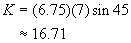 K = (6.75)(7) sin 45
≈ 16.71